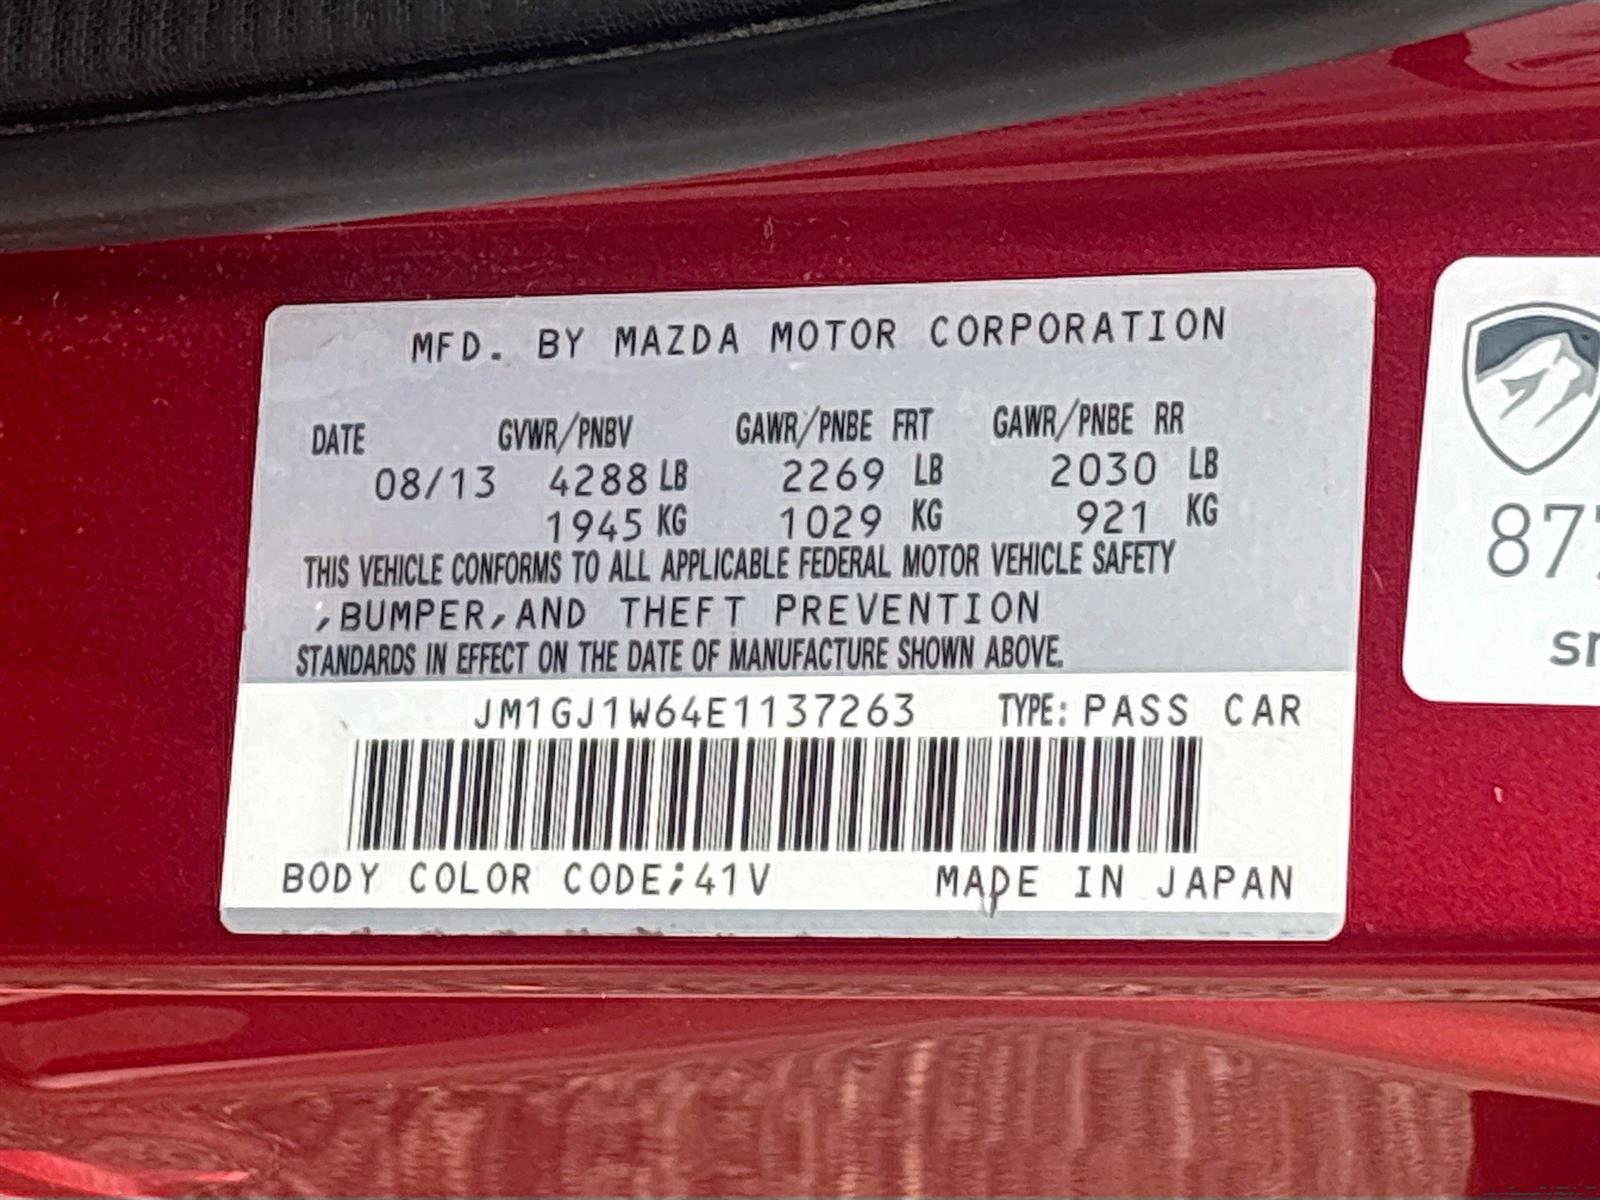 MFD. BY MAZDA MOTOR CORPORATION
DATE GVWR/PNBV GAWR/PNBE FRT GAWR/PNBE RR
08/13 4288 LB 2269 LB 2030 LB
1945 KG 1029 KG 921 KG
THIS VEHICLE CONFORMS TO ALL APPLICABLE FEDERAL MOTOR VEHICLE SAFETY
,BUMPER,AND THEFT PREVENTION
STANDARDS IN EFFECT ON THE DATE OF MANUFACTURE SHOWN ABOVE.
JM1GJ1W64E1137263 TYPE: PASS CAR
BODY COLOR CODE;41V MADE IN JAPAN